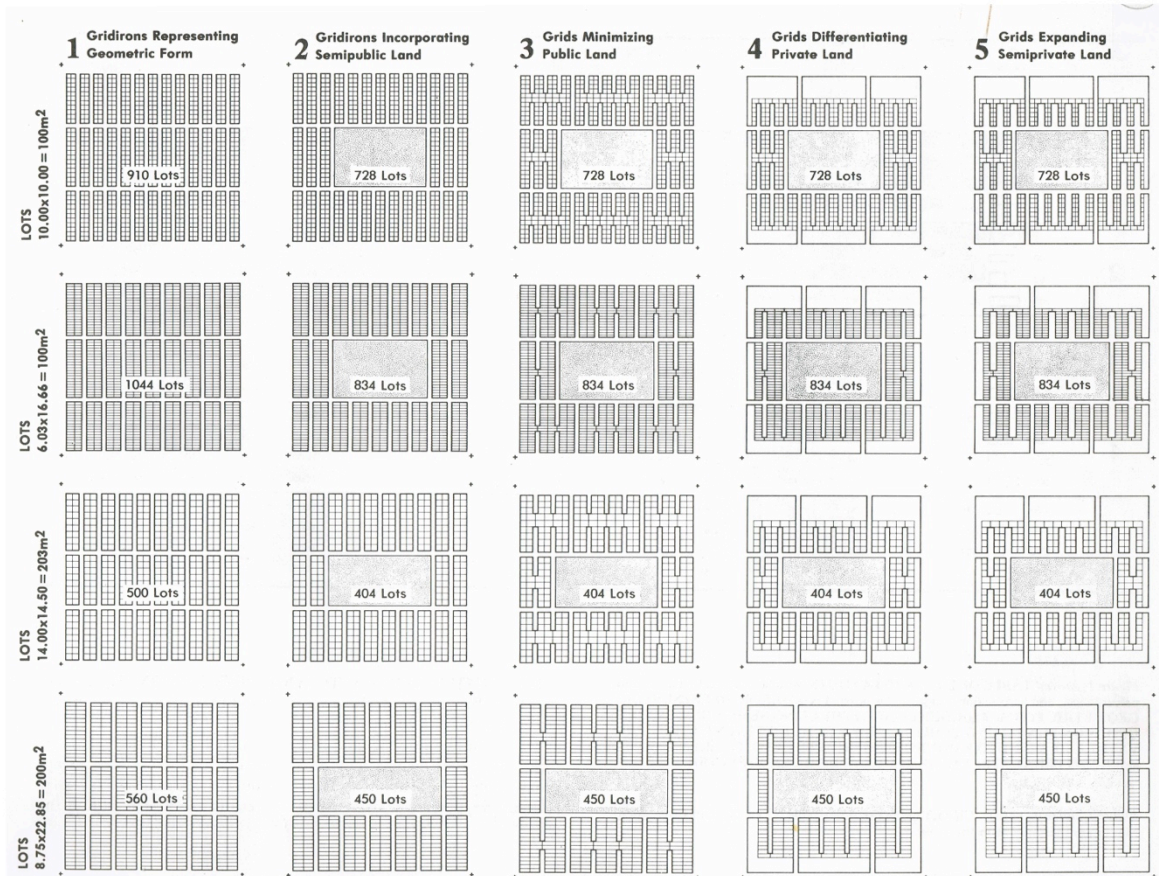 1 Gridirons Representing
Geometric Form
2 Gridirons Incorporating
Semipublic Land
3 Grids Minimizing
Public Land
4 Grids Differentiating
Private Land
5 Grids Expanding
Semiprivate Land
LOTS
10.00x10.00=100m²
910 Lots
728 Lots
728 Lots
728 Lots
728 Lots
LOTS
6.03x16.66=100m²
1044 Lots
834 Lots
834 Lots
834 Lots
834 Lots
LOTS
14.00x14.50=203m²
500 Lots
404 Lots
404 Lots
404 Lots
404 Lots
LOTS
8.75x22.85=200m²
560 Lots
450 Lots
450 Lots
450 Lots
450 Lots